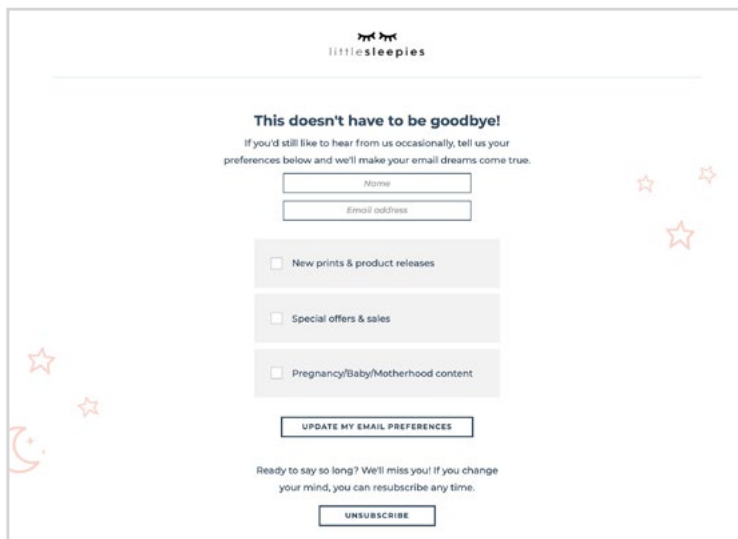 littlesleepies
This doesn't have to be goodbye!
If you'd still like to hear from us occasionally, tell us your
preferences below and we'll make your email dreams come true.
Name
Email address
New prints & product releases
Special offers & sales
Pregnancy/Baby/Motherhood content
UPDATE MY EMAIL PREFERENCES
Ready to say so long? We'll miss you! If you change
your mind, you can resubscribe any time.
UNSUBSCRIBE